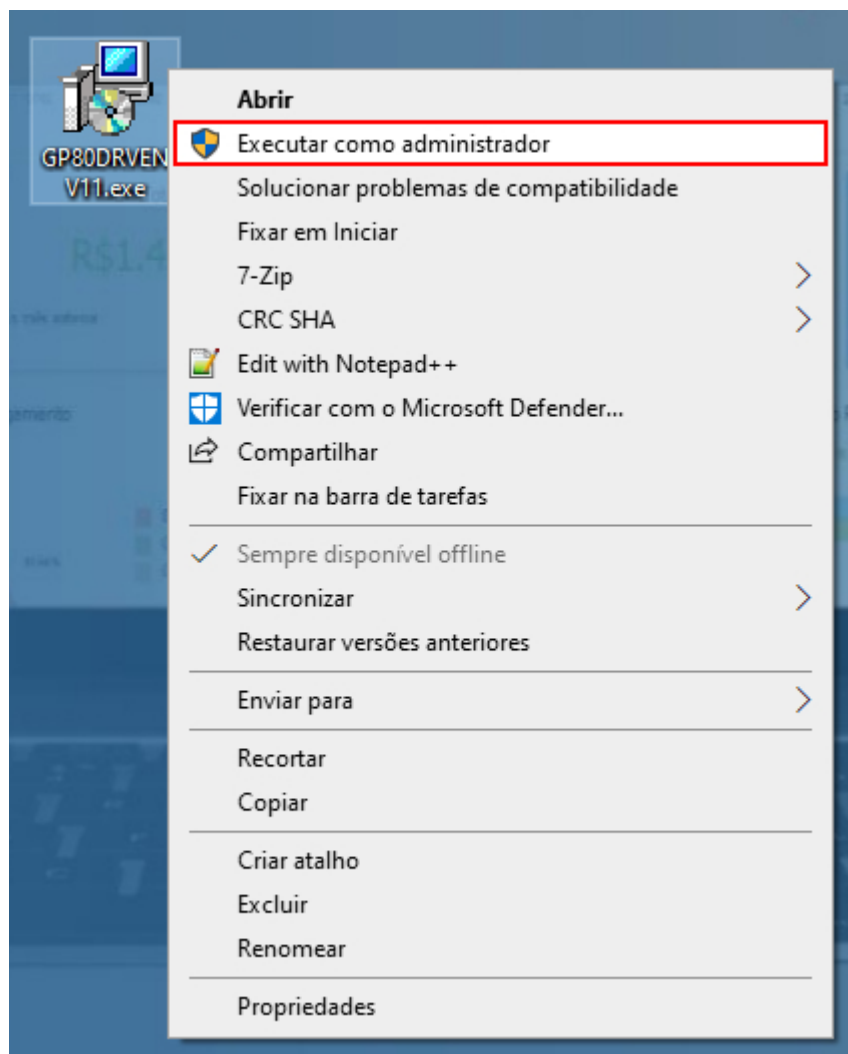 GP80DRVEN
V11.exe
R$1.4
Abrir
Executar como administrador
Solucionar problemas de compatibilidade
Fixar em Iniciar
7-Zip
CRC SHA
Edit with Notepad++
Verificar com o Microsoft Defender...
Compartilhar
Fixar na barra de tarefas
Sempre disponível offline
Sincronizar
Restaurar versões anteriores
Enviar para
Recortar
Copiar
Criar atalho
Excluir
Renomear
Propriedades